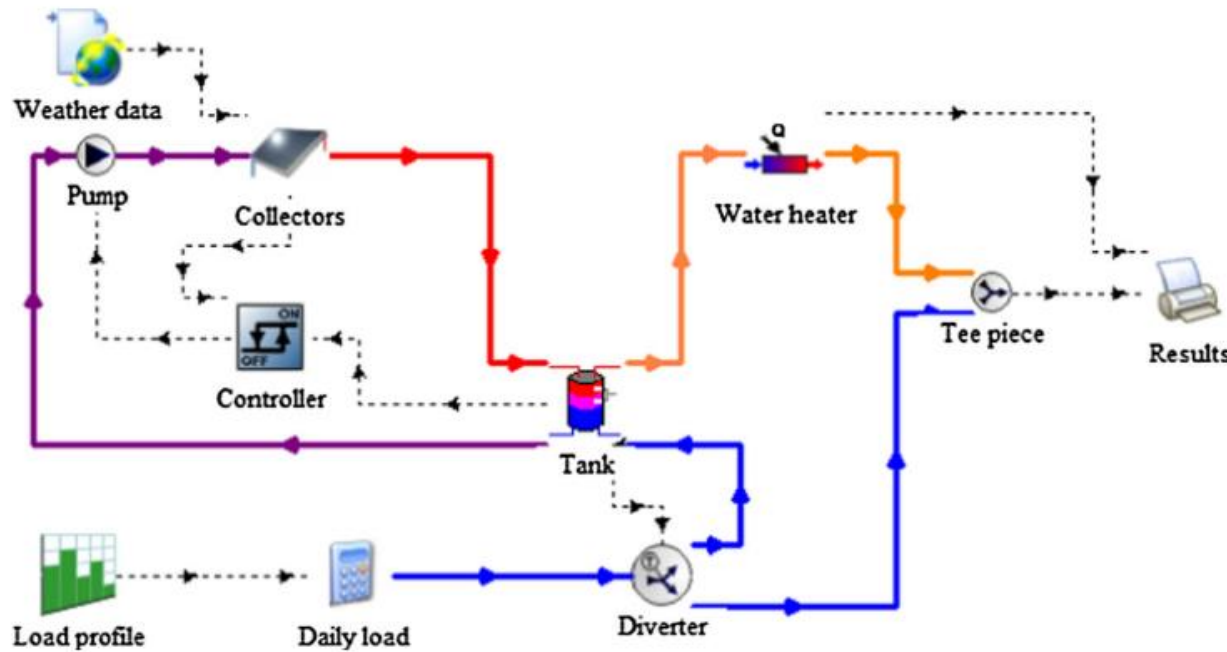 Weather data
Pump
Collectors
Q
Water heater
Tee piece
Results
ON
OFF
Controller
Tank
T
Diverter
Load profile
Daily load